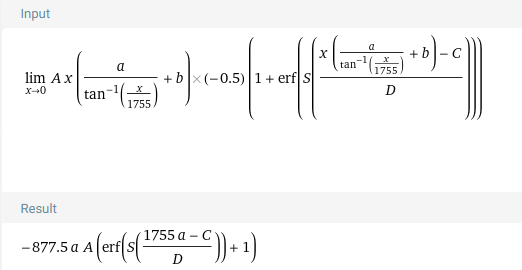 Input
lim x→0 A x ( a / tan⁻¹( x / 1755 ) + b ) × (-0.5) ( 1 + erf( S ( ( x ( a / tan⁻¹( x / 1755 ) + b ) - C ) / D ) ) )
Result
-877.5 a A ( erf( S ( ( 1755 a - C ) / D ) ) + 1 )